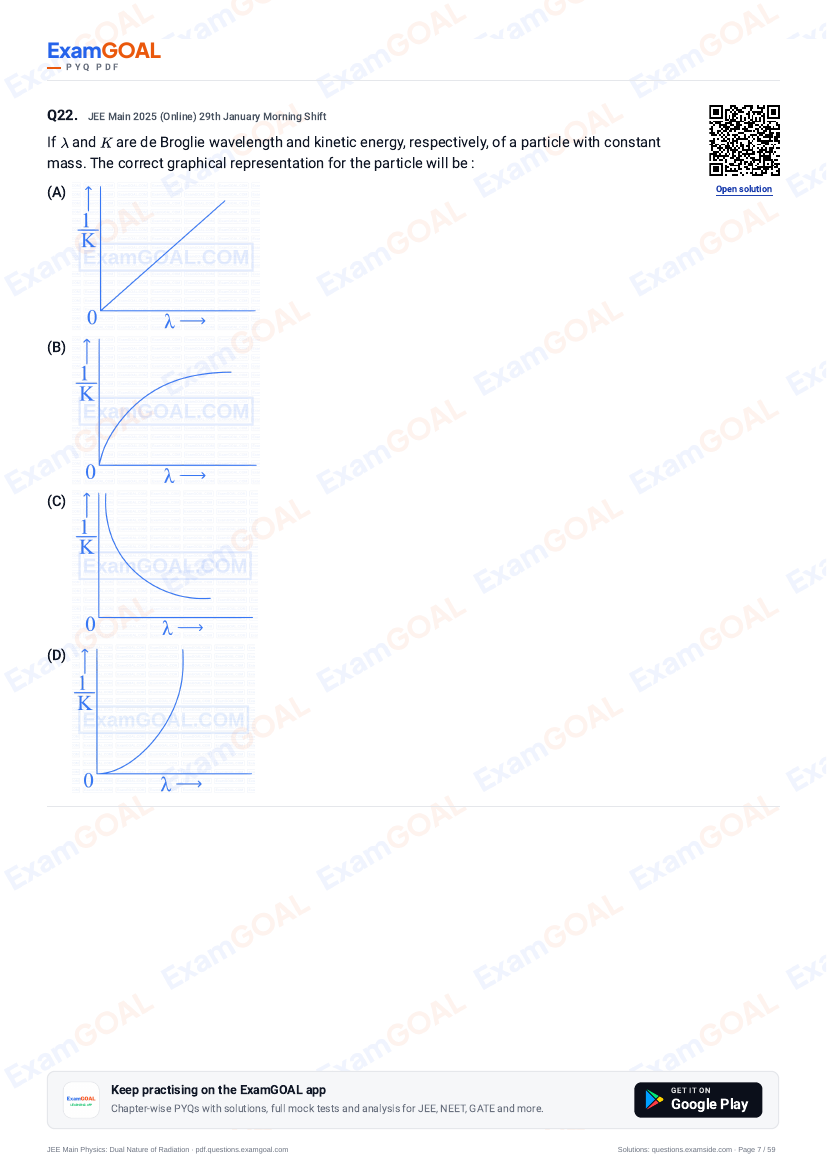 ExamGOAL
PYQ PDF
Q22. JEE Main 2025 (Online) 29th January Morning Shift
If λ and K are de Broglie wavelength and kinetic energy, respectively, of a particle with constant
mass. The correct graphical representation for the particle will be :
Open solution
(A)
1
K
ExamGOAL.COM
0
λ ⟶
(B)
1
K
ExamGOAL.COM
0
λ ⟶
(C)
1
K
ExamGOAL.COM
0
λ ⟶
(D)
1
K
ExamGOAL.COM
0
λ ⟶
ExamGOAL
Keep practising on the ExamGOAL app
Chapter-wise PYQs with solutions, full mock tests and analysis for JEE, NEET, GATE and more.
GET IT ON
Google Play
JEE Main Physics: Dual Nature of Radiation · pdf.questions.examgoal.com
Solutions: questions.examside.com · Page 7 / 59